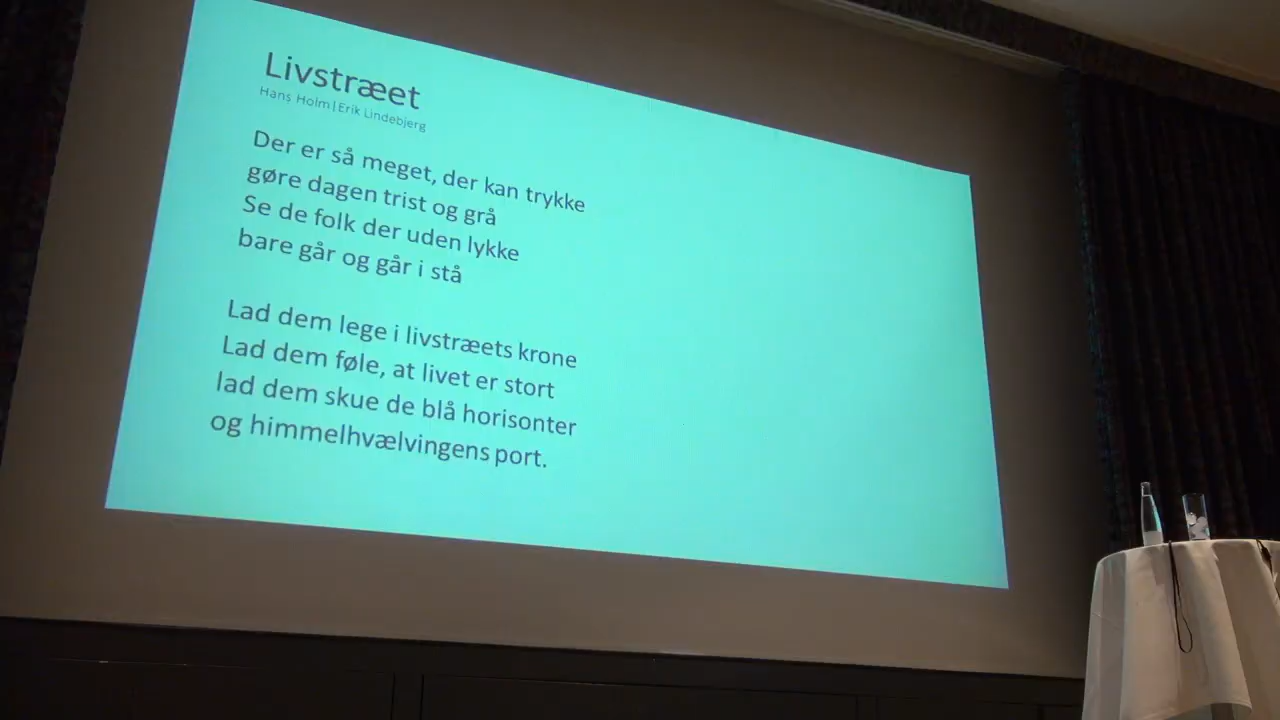 Livstræet
Hans Holm|Erik Lindebjerg
Der er så meget, der kan trykke
gøre dagen trist og grå
Se de folk der uden lykke
bare går og går i stå
Lad dem lege i livstræets krone
Lad dem føle, at livet er stort
lad dem skue de blå horisonter
og himmelhvælvingens port.